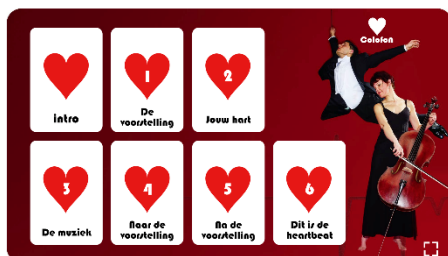 Colofon
intro
1
De
voorstelling
2
Jouw hart
3
De muziek
4
Naar de
voorstelling
5
Na de
voorstelling
6
Dit is de
heartbeat